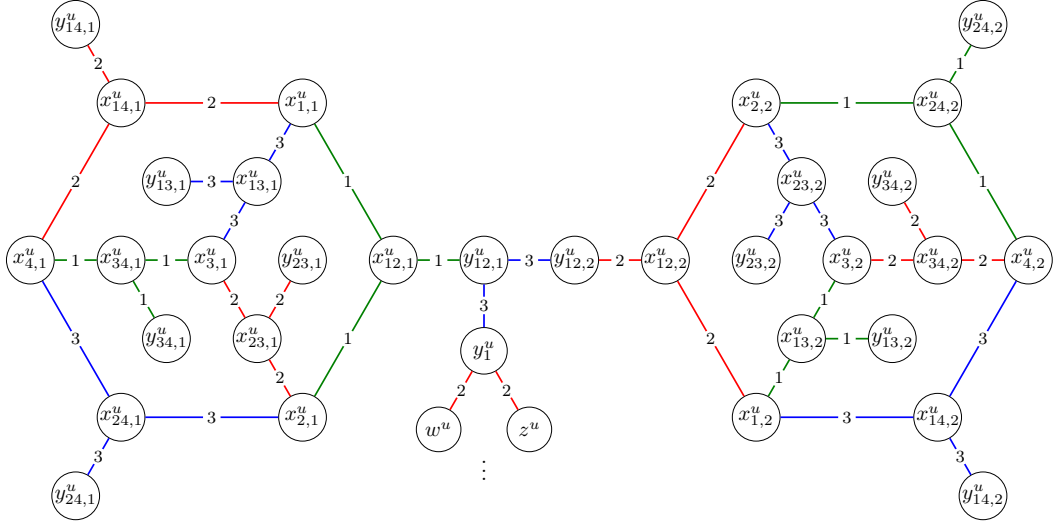 y^u_{14,1}
y^u_{24,2}
2
1
x^u_{14,1} 2 x^u_{1,1}
x^u_{2,2} 1 x^u_{24,2}
3
3
y^u_{13,1} 3 x^u_{13,1}
x^u_{23,2}
y^u_{34,2}
2
1
2
1
3
3
3
2
x^u_{4,1} 1 x^u_{34,1} 1 x^u_{3,1}
y^u_{23,1}
x^u_{12,1} 1 y^u_{12,1} 3 y^u_{12,2} 2 x^u_{12,2}
y^u_{23,2}
x^u_{3,2} 2 x^u_{34,2} 2 x^u_{4,2}
1
2
2
3
1
3
1
2
3
y^u_{34,1}
x^u_{23,1}
y^u_1
x^u_{13,2} 1 y^u_{13,2}
2
2
2
1
x^u_{24,1} 3 x^u_{2,1}
w^u
z^u
x^u_{1,2} 3 x^u_{14,2}
3
⋮
3
y^u_{24,1}
y^u_{14,2}